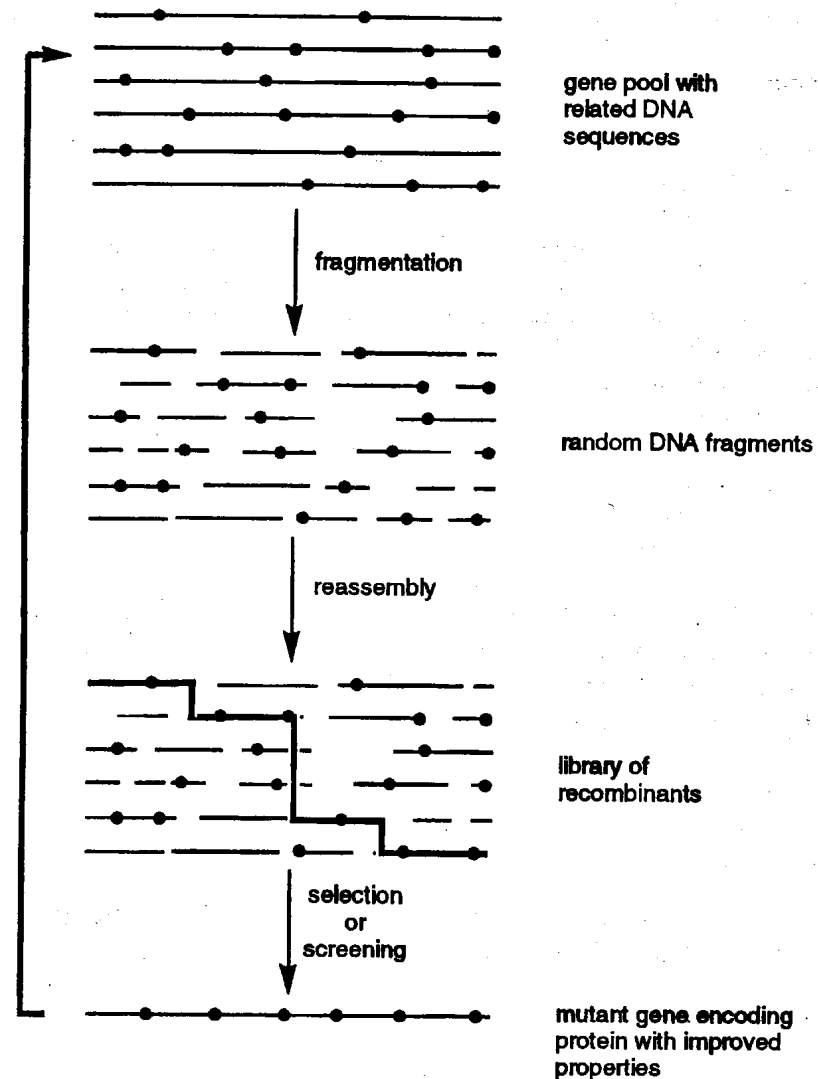 gene pool with
related DNA
sequences
fragmentation
random DNA fragments
reassembly
library of
recombinants
selection
or
screening
mutant gene encoding
protein with improved
properties